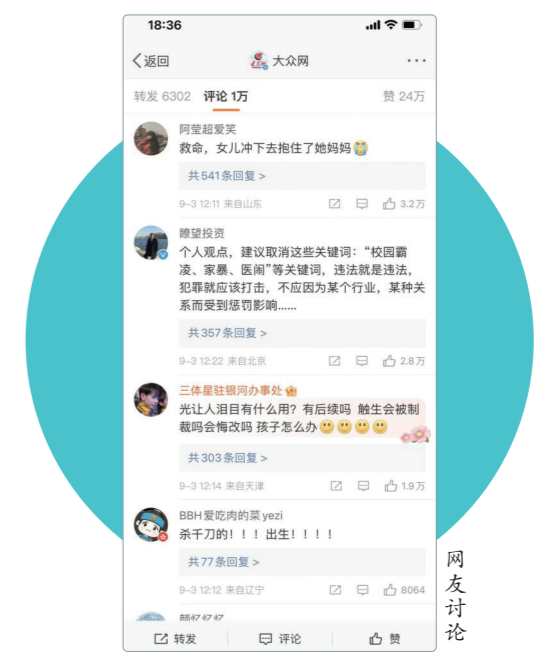 18:36
返回
大众网
转发 6302 评论 1万 赞 24万
阿莹超爱笑
救命，女儿冲下去抱住了她妈妈😭
共541条回复 >
9–3 12:11 来自山东 3.2万
瞭望投资
个人观点，建议取消这些关键词：“校园霸
凌、家暴、医闹”等关键词，违法就是违法，
犯罪就应该打击，不应因为某个行业，某种关
系而受到惩罚影响......
共357条回复 >
9–3 12:22 来自北京 2.8万
三体星驻银河办事处
光让人泪目有什么用？有后续吗 触生会被制
裁吗会悔改吗 孩子怎么办🙂🙂🙂🙂
共303条回复 >
9–3 12:14 来自天津 1.9万
BBH爱吃肉的菜yezi
杀千刀的！！！出生！！！！
共77条回复 >
9–3 12:12 来自辽宁 8064
转发 评论 赞
网友讨论